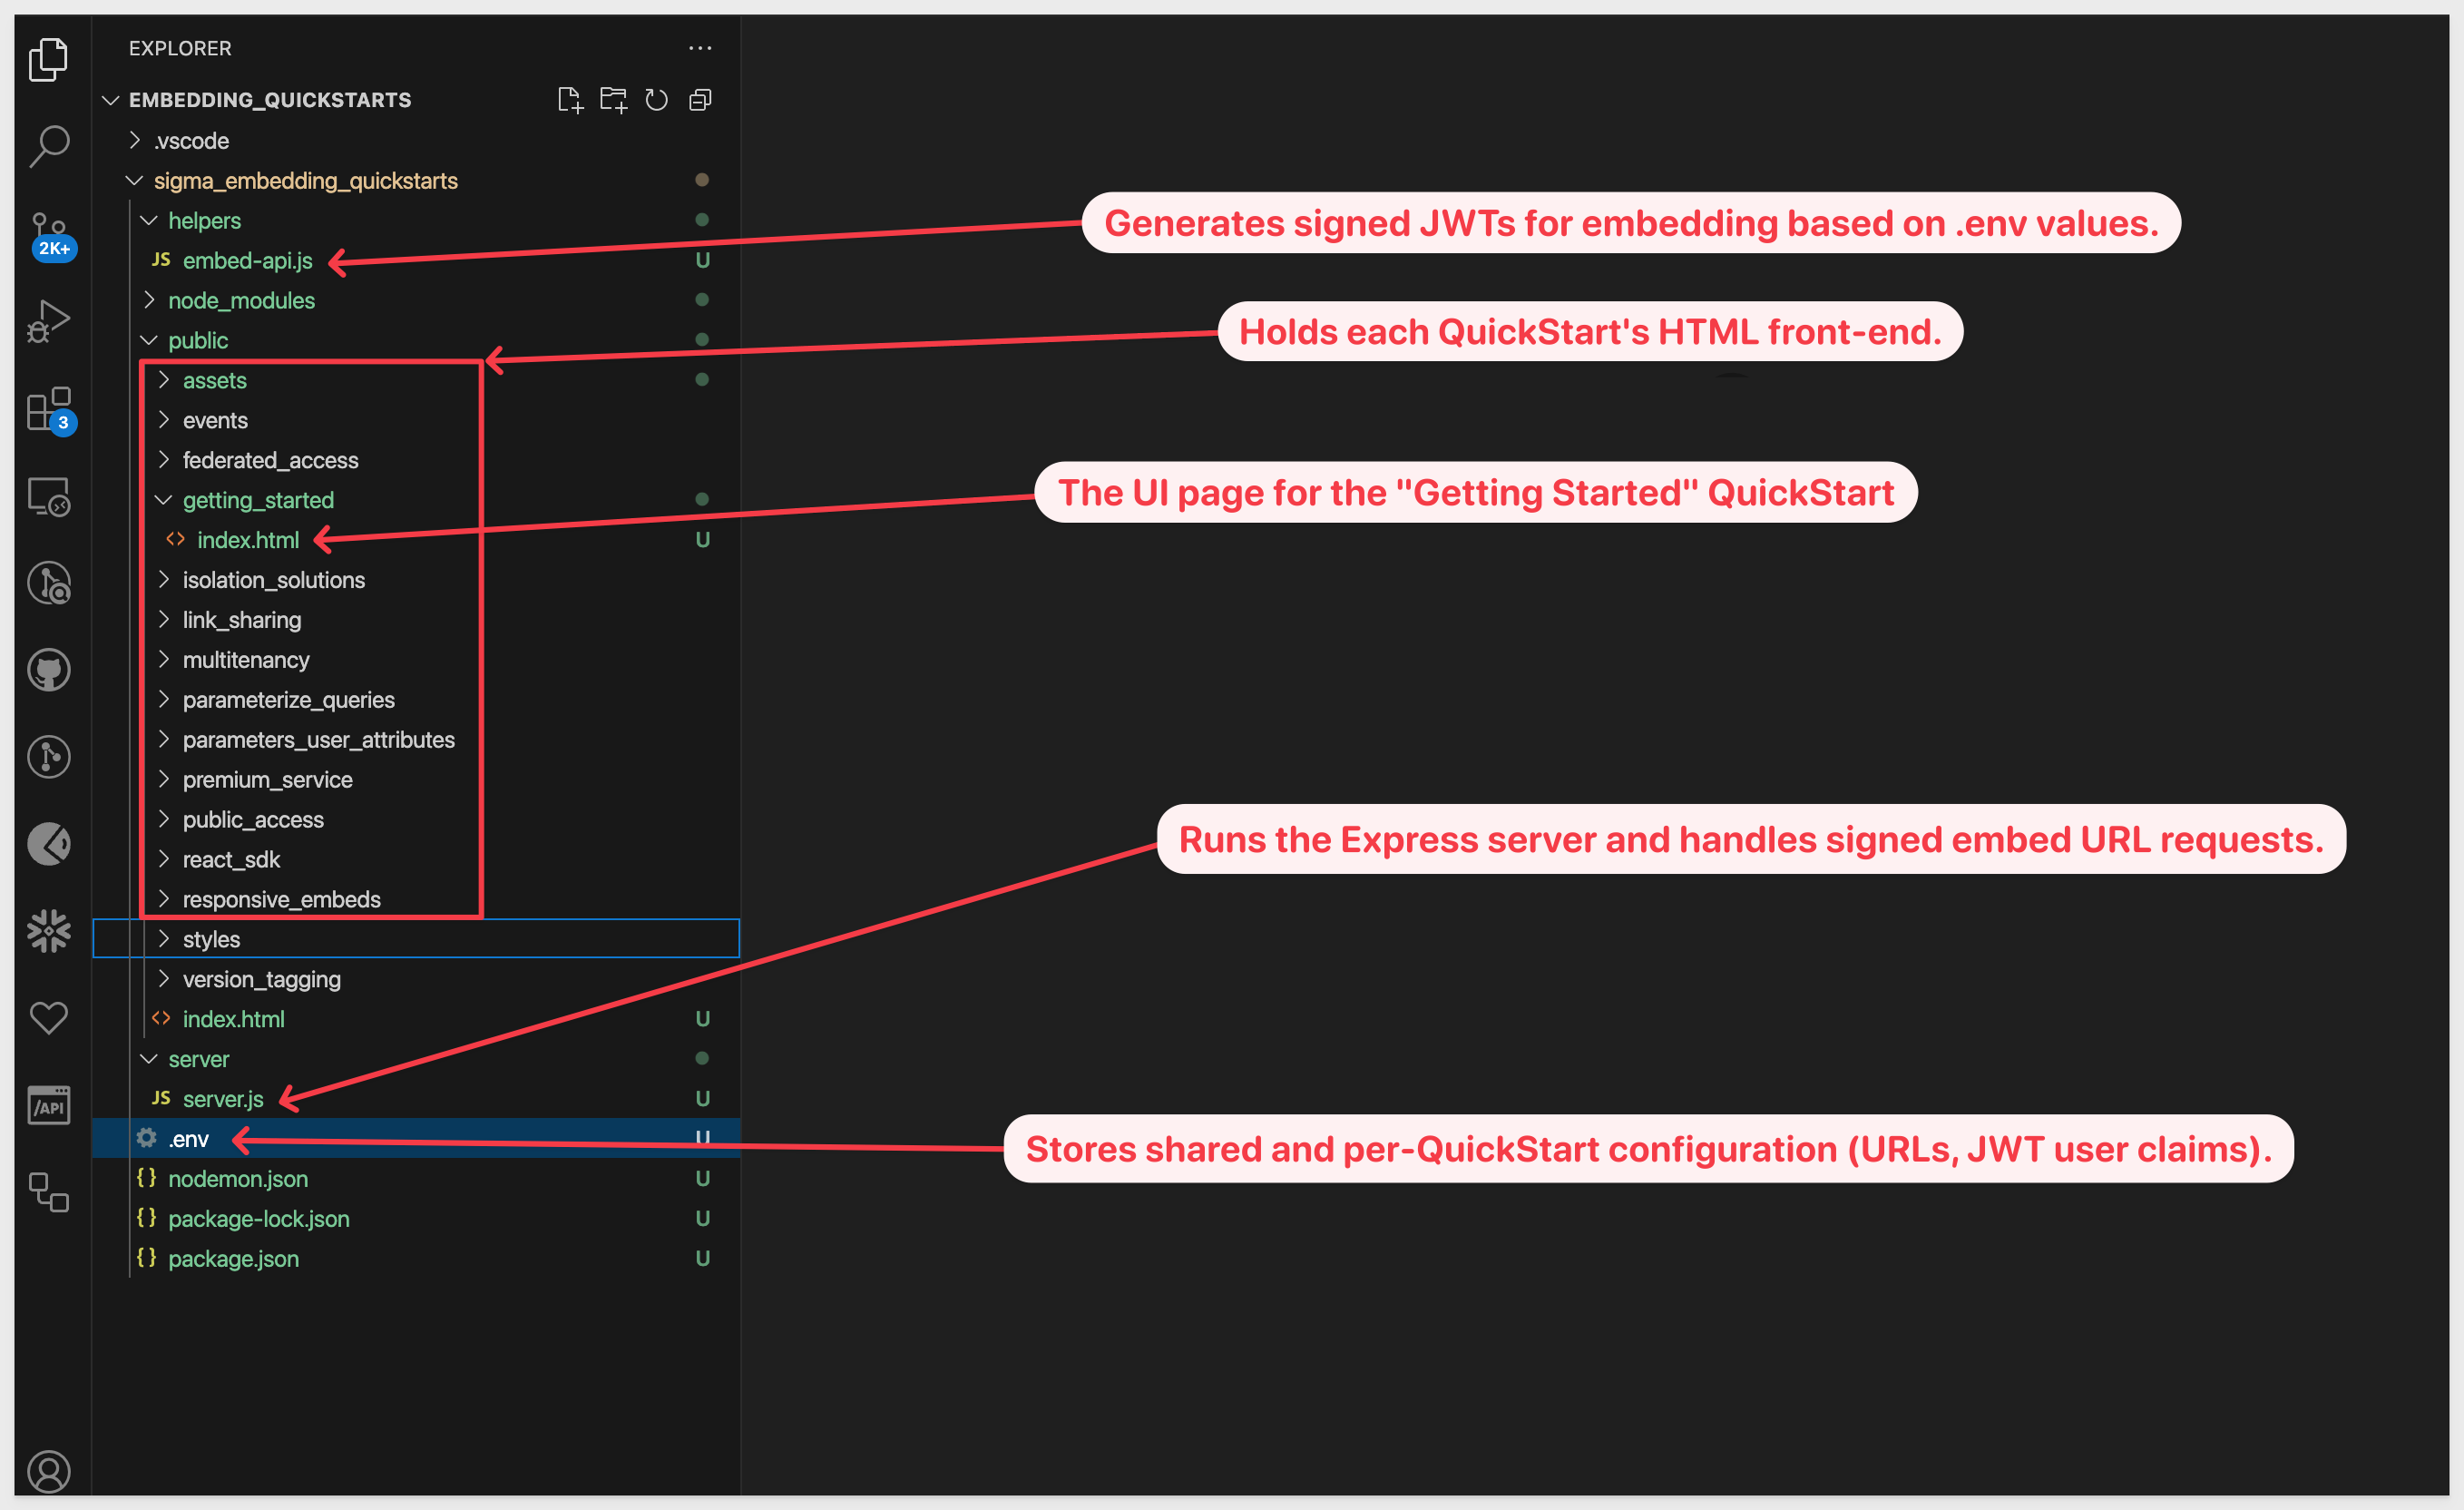 EXPLORER
EMBEDDING_QUICKSTARTS
.vscode
sigma_embedding_quickstarts
helpers
Generates signed JWTs for embedding based on .env values.
2K+
JS embed-api.js U
node_modules
Holds each QuickStart's HTML front-end.
public
assets
3
events
federated_access
The UI page for the "Getting Started" QuickStart
getting_started
<> index.html U
isolation_solutions
link_sharing
multitenancy
parameterize_queries
parameters_user_attributes
premium_service
public_access
Runs the Express server and handles signed embed URL requests.
react_sdk
responsive_embeds
styles
version_tagging
<> index.html U
server
JS server.js U
/API
.env U
Stores shared and per-QuickStart configuration (URLs, JWT user claims).
{} nodemon.json U
{} package-lock.json U
{} package.json U